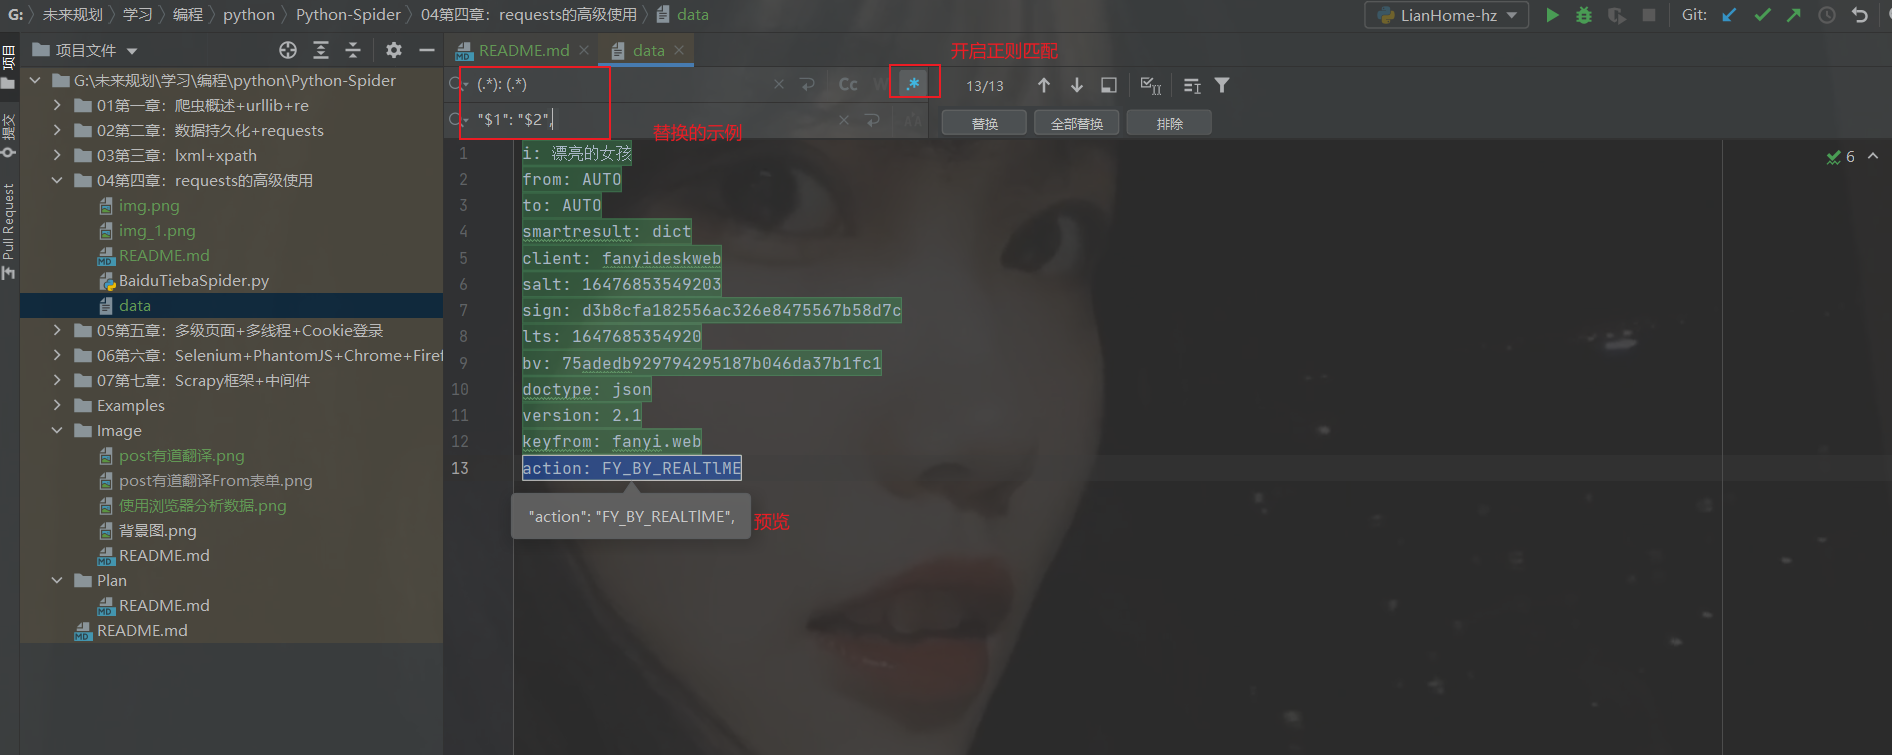 G: 〉 未来规划 〉 学习 〉 编程 〉 python 〉 Python-Spider 〉 04第四章：requests的高级使用 〉 data
LianHome-hz
Git:
项目文件
README.md
data
开启正则匹配
(.*): (.*)
Cc
W
.*
13/13
"$1": "$2",
替换的示例
替换
全部替换
排除
项目
提交
Pull Request
G:\未来规划\学习\编程\python\Python-Spider
01第一章：爬虫概述+urllib+re
02第二章：数据持久化+requests
03第三章：lxml+xpath
04第四章：requests的高级使用
img.png
img_1.png
README.md
BaiduTiebaSpider.py
data
05第五章：多级页面+多线程+Cookie登录
06第六章：Selenium+PhantomJS+Chrome+Firef
07第七章：Scrapy框架+中间件
Examples
Image
post有道翻译.png
post有道翻译From表单.png
使用浏览器分析数据.png
背景图.png
README.md
Plan
README.md
README.md
6
1 i: 漂亮的女孩
2 from: AUTO
3 to: AUTO
4 smartresult: dict
5 client: fanyideskweb
6 salt: 16476853549203
7 sign: d3b8cfa182556ac326e8475567b58d7c
8 lts: 1647685354920
9 bv: 75adedb929794295187b046da37b1fc1
10 doctype: json
11 version: 2.1
12 keyfrom: fanyi.web
13 action: FY_BY_REALTlME
"action": "FY_BY_REALTlME",
预览